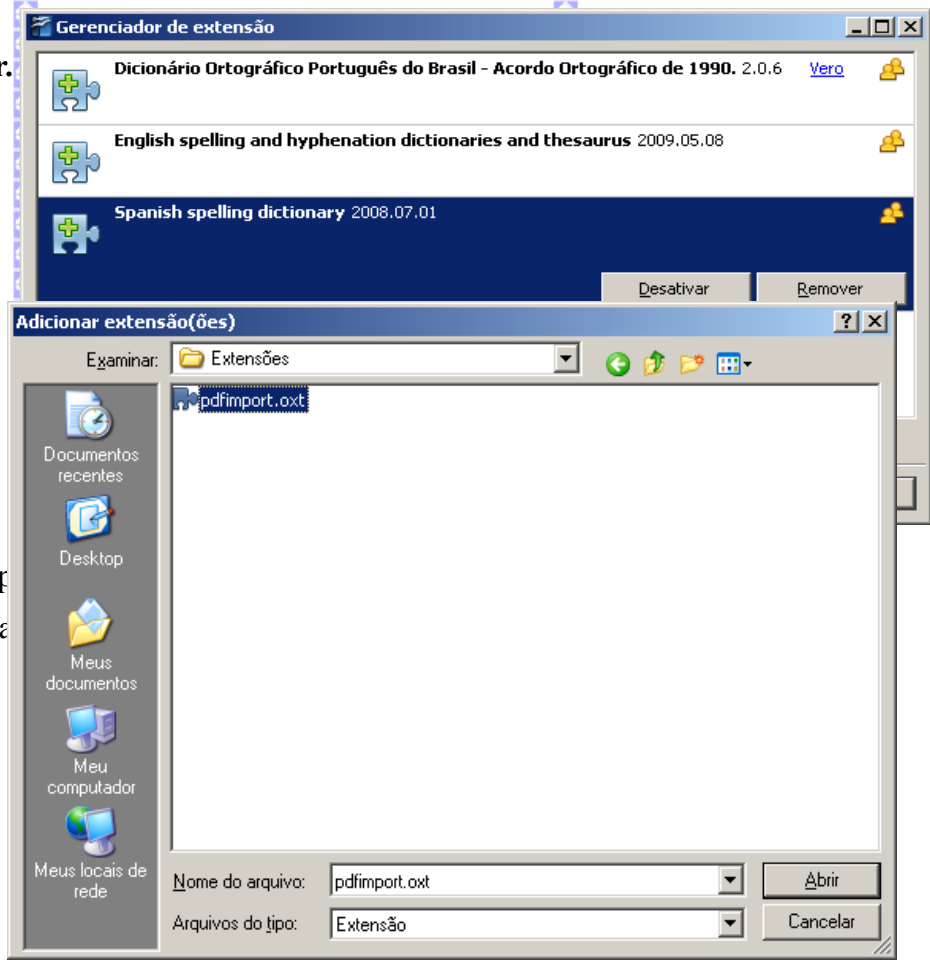 Gerenciador de extensão
r.
Dicionário Ortográfico Português do Brasil - Acordo Ortográfico de 1990. 2.0.6 Vero
English spelling and hyphenation dictionaries and thesaurus 2009.05.08
Spanish spelling dictionary 2008.07.01
Desativar Remover
Adicionar extensão(ões)
Examinar: Extensões
pdfimport.oxt
Documentos
recentes
Desktop
Meus
documentos
Meu
computador
Meus locais de
rede
Nome do arquivo: pdfimport.oxt Abrir
Arquivos do tipo: Extensão Cancelar